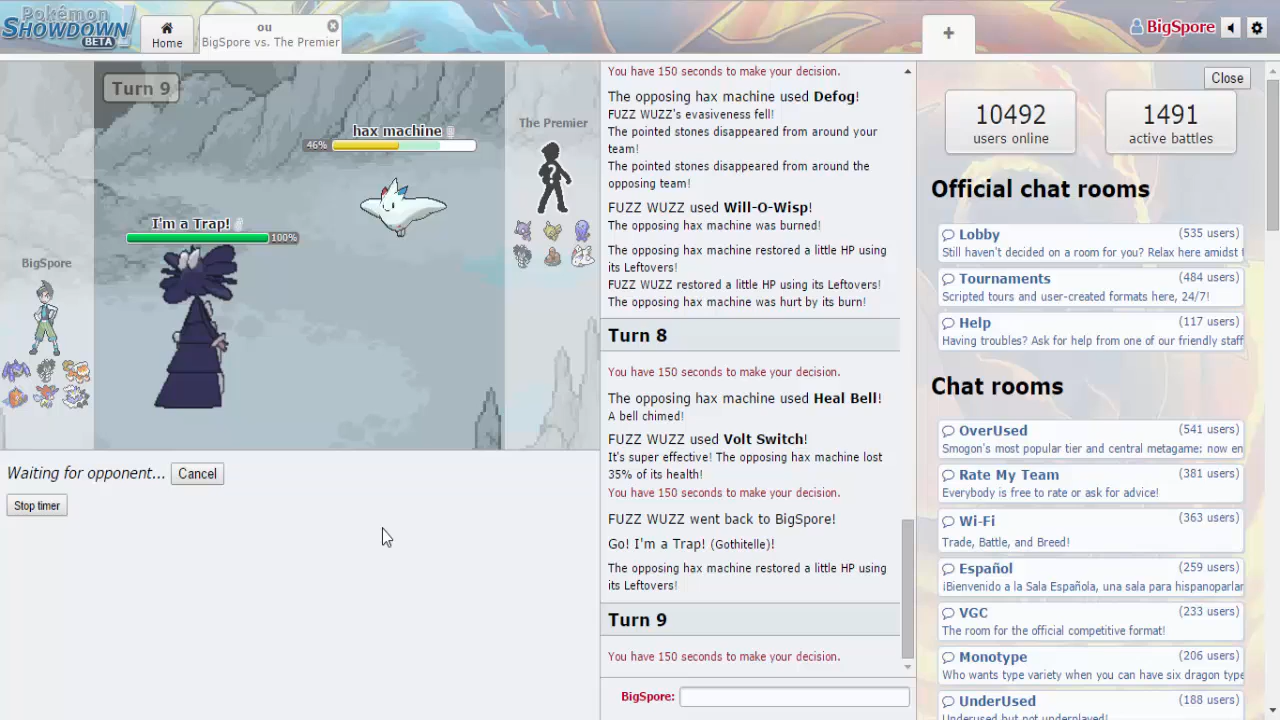 Pokémon
SHOWDOWN
BETA
Home
ou
BigSpore vs. The Premier
+
BigSpore
Turn 9
hax machine
46%
I'm a Trap!
100%
BigSpore
The Premier
Waiting for opponent... Cancel
Stop timer
You have 150 seconds to make your decision.
The opposing hax machine used Defog!
FUZZ WUZZ's evasiveness fell!
The pointed stones disappeared from around your
team!
The pointed stones disappeared from around the
opposing team!
FUZZ WUZZ used Will-O-Wisp!
The opposing hax machine was burned!
The opposing hax machine restored a little HP using
its Leftovers!
FUZZ WUZZ restored a little HP using its Leftovers!
The opposing hax machine was hurt by its burn!
Turn 8
You have 150 seconds to make your decision.
The opposing hax machine used Heal Bell!
A bell chimed!
FUZZ WUZZ used Volt Switch!
It's super effective! The opposing hax machine lost
35% of its health!
You have 150 seconds to make your decision.
FUZZ WUZZ went back to BigSpore!
Go! I'm a Trap! (Gothitelle)!
The opposing hax machine restored a little HP using
its Leftovers!
Turn 9
You have 150 seconds to make your decision.
BigSpore:
Close
10492
users online
1491
active battles
Official chat rooms
Lobby (535 users)
Still haven't decided on a room for you? Relax here amidst t
Tournaments (484 users)
Scripted tours and user-created formats here, 24/7!
Help (117 users)
Having troubles? Ask for help from one of our friendly staff
Chat rooms
OverUsed (541 users)
Smogon's most popular tier and central metagame: now en
Rate My Team (381 users)
Everybody is free to rate or ask for advice!
Wi-Fi (363 users)
Trade, Battle, and Breed!
Español (259 users)
¡Bienvenido a la Sala Española, una sala para hispanoparlar
VGC (233 users)
The room for the official competitive format!
Monotype (206 users)
Who wants type variety when you can have six dragon type
UnderUsed (188 users)
Underused but not underplayed!